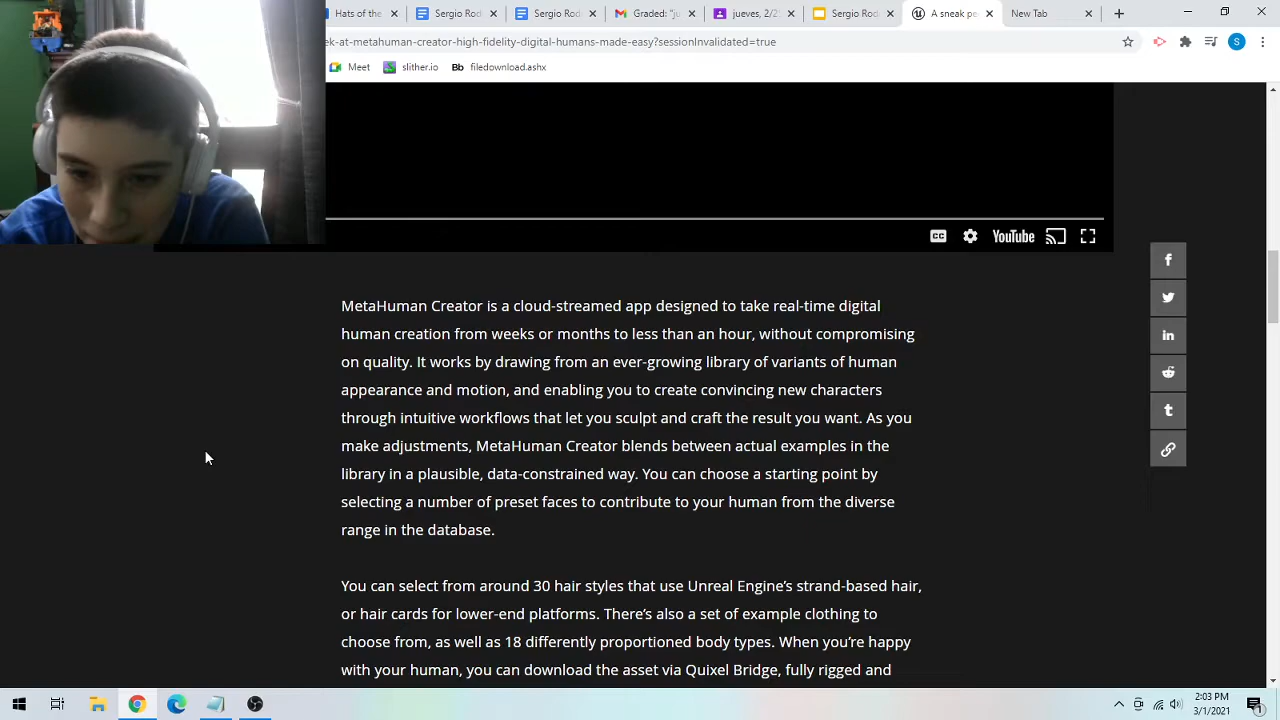 Hats of the
Sergio Rod
Sergio Rod
Graded: "ju
jueves, 2/2
Sergio Rod
A sneak pe
New Tab
ek-at-metahuman-creator-high-fidelity-digital-humans-made-easy?sessionInvalidated=true
S
Meet
slither.io
Bb
filedownload.ashx
CC
YouTube
MetaHuman Creator is a cloud-streamed app designed to take real-time digital
human creation from weeks or months to less than an hour, without compromising
on quality. It works by drawing from an ever-growing library of variants of human
appearance and motion, and enabling you to create convincing new characters
through intuitive workflows that let you sculpt and craft the result you want. As you
make adjustments, MetaHuman Creator blends between actual examples in the
library in a plausible, data-constrained way. You can choose a starting point by
selecting a number of preset faces to contribute to your human from the diverse
range in the database.
You can select from around 30 hair styles that use Unreal Engine’s strand-based hair,
or hair cards for lower-end platforms. There’s also a set of example clothing to
choose from, as well as 18 differently proportioned body types. When you’re happy
with your human, you can download the asset via Quixel Bridge, fully rigged and
2:03 PM
3/1/2021
1